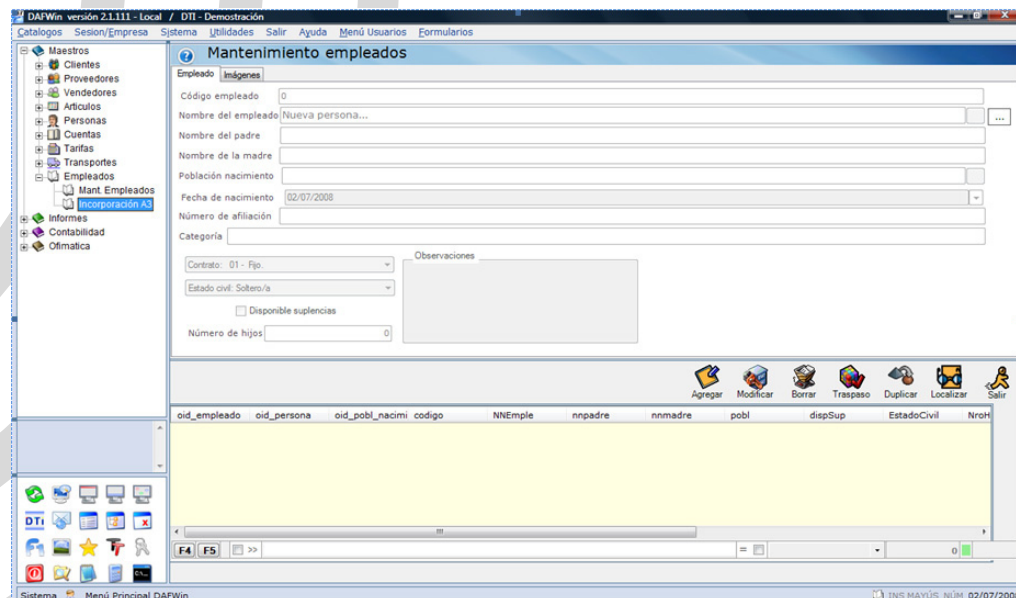 DAFWin versión 2.1.111 - Local / DTI - Demostración
Catalogos Sesion/Empresa Sistema Utilidades Salir Ayuda Menú Usuarios Formularios
Maestros
Clientes
Proveedores
Vendedores
Articulos
Personas
Cuentas
Tarifas
Transportes
Empleados
Mant. Empleados
Incorporación A3
Informes
Contabilidad
Ofimatica
Mantenimiento empleados
Empleado Imágenes
Código empleado 0
Nombre del empleado Nueva persona... ...
Nombre del padre
Nombre de la madre
Población nacimiento
Fecha de nacimiento 02/07/2008
Número de afiliación
Categoría
Contrato: 01 - Fijo.
Estado civil: Soltero/a
Disponible suplencias
Número de hijos 0
Observaciones
Agregar Modificar Borrar Traspaso Duplicar Localizar Salir
oid_empleado oid_persona oid_pobl_nacimi codigo NNEmple nnpadre nnmadre pobl dispSup EstadoCivil NroH
F4 F5 >> = 0
DTI
Sistema Menú Principal DAFWin INS MAYÚS NÚM 02/07/200